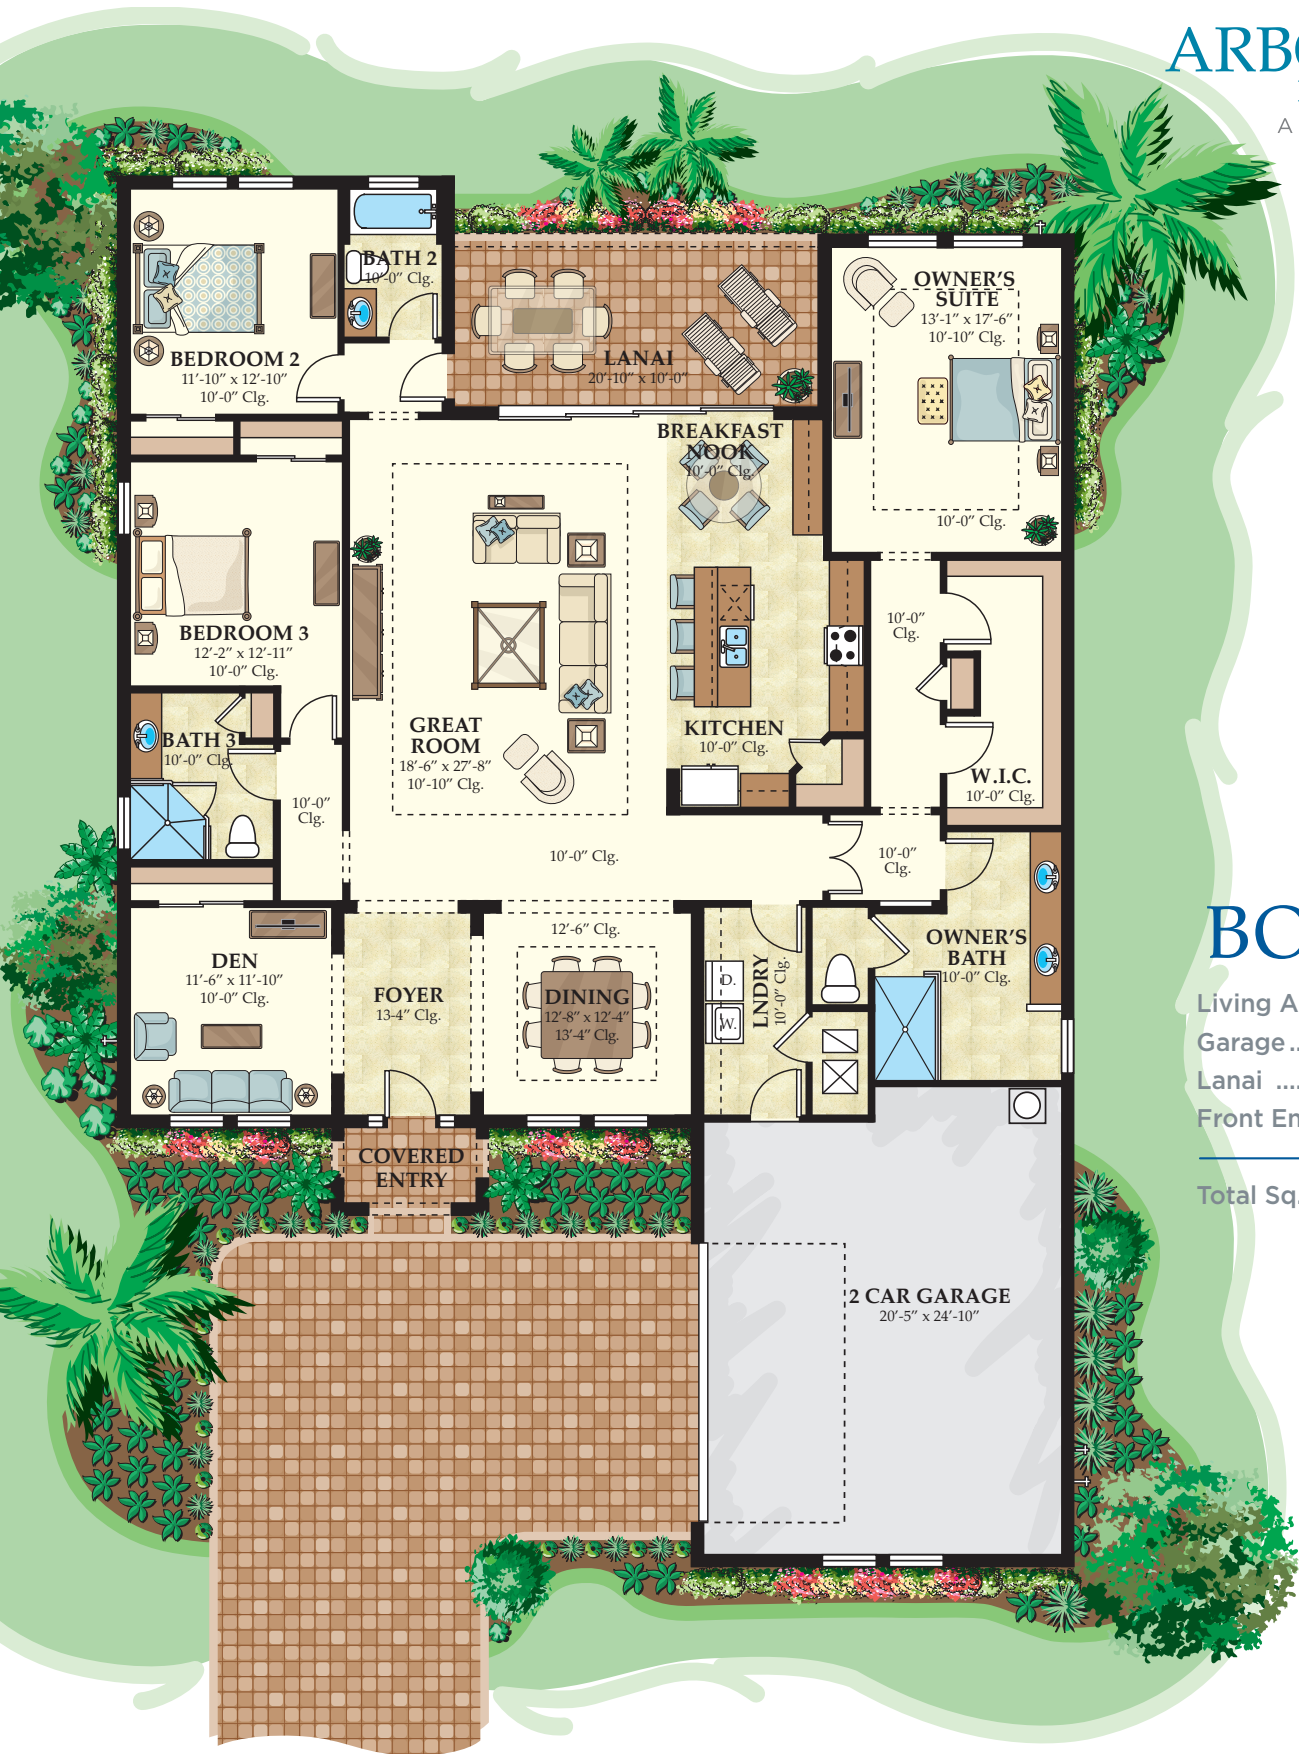 ARBO
A
BATH 2
10'-0" Clg.
OWNER'S
SUITE
13'-1" x 17'-6"
10'-10" Clg.
BEDROOM 2
11'-10" x 12'-10"
10'-0" Clg.
LANAI
20'-10" x 10'-0"
BREAKFAST
NOOK
10'-0" Clg.
10'-0" Clg.
BEDROOM 3
12'-2" x 12'-11"
10'-0" Clg.
10'-0"
Clg.
GREAT
ROOM
18'-6" x 27'-8"
10'-10" Clg.
KITCHEN
10'-0" Clg.
BATH 3
10'-0" Clg.
W.I.C.
10'-0" Clg.
10'-0"
Clg.
10'-0" Clg.
10'-0"
Clg.
12'-6" Clg.
DEN
11'-6" x 11'-10"
10'-0" Clg.
FOYER
13-4" Clg.
DINING
12'-8" x 12'-4"
13'-4" Clg.
D.
W.
LNDRY
10'-0" Clg.
OWNER'S
BATH
10'-0" Clg.
BO
Living A
Garage..
Lanai ....
Front En
Total Sq.
COVERED
ENTRY
2 CAR GARAGE
20'-5" x 24'-10"